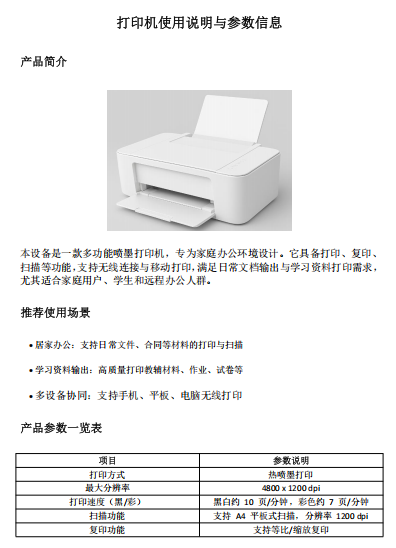 打印机使用说明与参数信息
产品简介
本设备是一款多功能喷墨打印机，专为家庭办公环境设计。它具备打印、复印、
扫描等功能，支持无线连接与移动打印，满足日常文档输出与学习资料打印需求，
尤其适合家庭用户、学生和远程办公人群。
推荐使用场景
•居家办公：支持日常文件、合同等材料的打印与扫描
•学习资料输出：高质量打印教辅材料、作业、试卷等
•多设备协同：支持手机、平板、电脑无线打印
产品参数一览表
项目 参数说明
打印方式 热喷墨打印
最大分辨率 4800 x 1200 dpi
打印速度（黑/彩） 黑白约 10 页/分钟，彩色约 7 页/分钟
扫描功能 支持 A4 平板式扫描，分辨率 1200 dpi
复印功能 支持等比/缩放复印